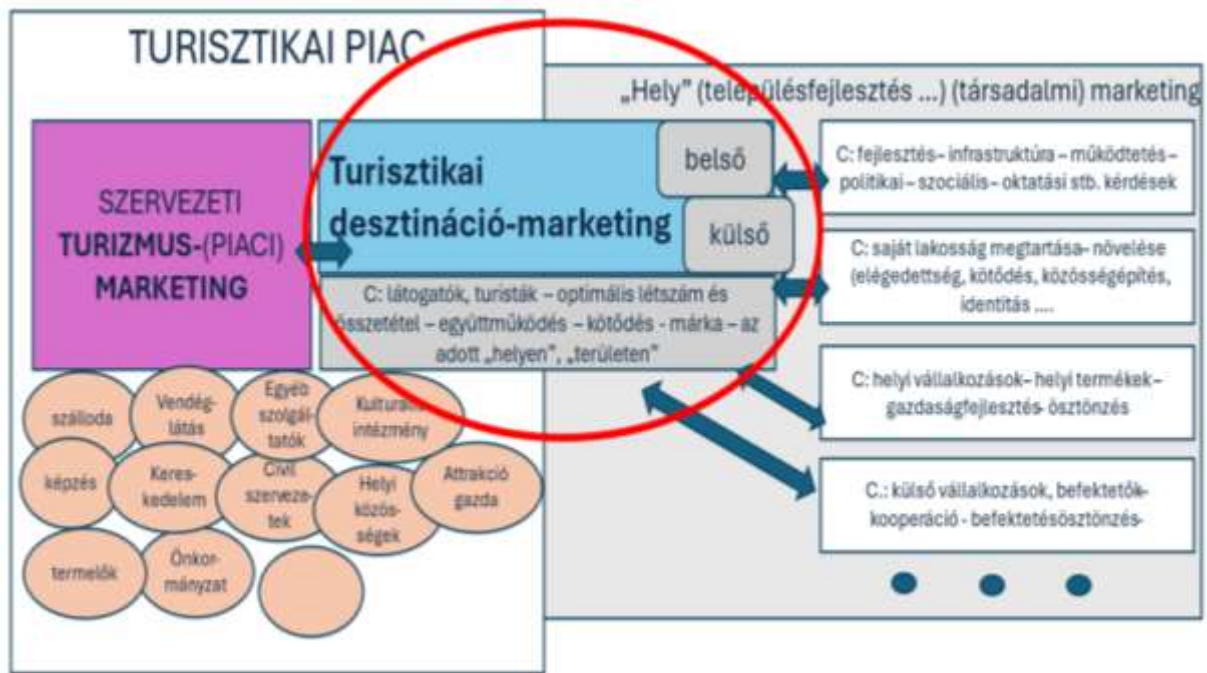 TURISZTIKAI PIAC
„Hely” (településfejlesztés ...) (társadalmi) marketing
SZERVEZETI
TURIZMUS-(PIACI)
MARKETING
Turisztikai
desztináció-marketing
belső
külső
C: látogatók, turisták – optimális létszám és
összetétel – együttműködés – kötődés - márka – az
adott „helyen”, „területen”
C: fejlesztés– infrastruktúra – működtetés –
politikai – szociális– oktatási stb. kérdések
C: saját lakosság megtartása– növelése
(elégedettség, kötődés, közösségépítés,
identitás ....
C: helyi vállalkozások– helyi termékek –
gazdaságfejlesztés- ösztönzés
C.: külső vállalkozások, befektetők-
kooperáció - befektetésösztönzés-
szálloda
Vendég-
látás
Egyéb
szolgál-
tatók
Kulturális
intézmény
képzés
Keres-
kedelem
Civil
szerveze-
tek
Helyi
közös-
ségek
Attrakció
gazda
termelők
Önkor-
mányzat